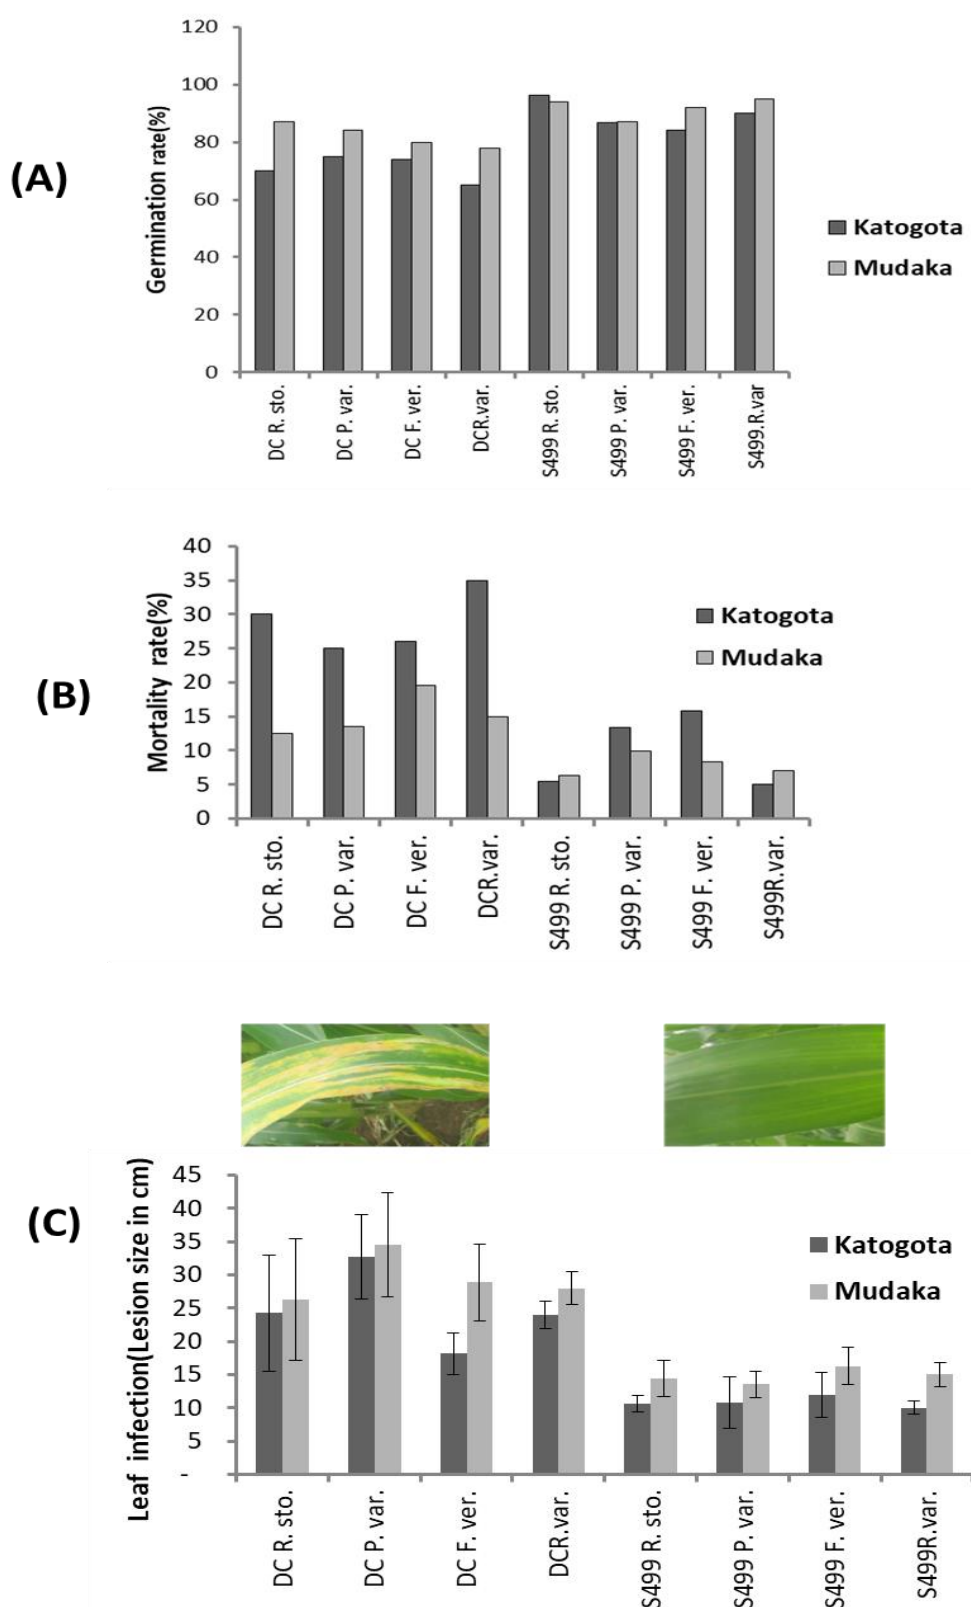 (A)
Germination rate(%)
120
100
80
60
40
20
0
DC R. sto.
DC P. var.
DC F. ver.
DCR.var.
S499 R. sto.
S499 P. var.
S499 F. ver.
S499.R.var
Katogota
Mudaka
(B)
Mortality rate(%)
40
35
30
25
20
15
10
5
0
DC R. sto.
DC P. var.
DC F. ver.
DCR.var.
S499 R. sto.
S499 P. var.
S499 F. ver.
S499R.var.
Katogota
Mudaka
(C)
Leaf infection(Lesion size in cm)
45
40
35
30
25
20
15
10
5
-
DC R. sto.
DC P. var.
DC F. ver.
DCR.var.
S499 R. sto.
S499 P. var.
S499 F. ver.
S499R.var.
Katogota
Mudaka